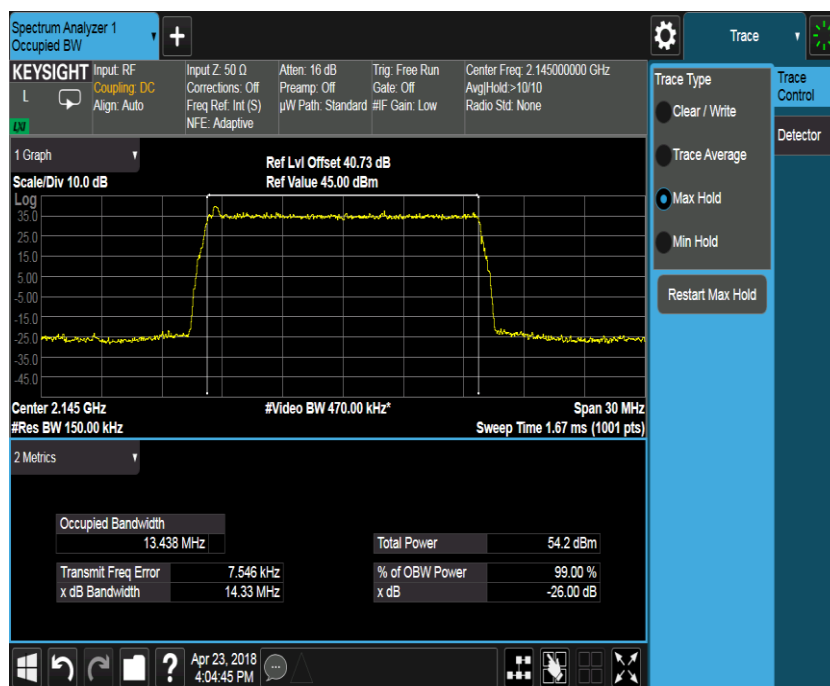 Spectrum Analyzer 1
Occupied BW
+
Trace
KEYSIGHT
L
LXI
Input: RF
Coupling: DC
Align: Auto
Input Z: 50 Ω
Corrections: Off
Freq Ref: Int (S)
NFE: Adaptive
Atten: 16 dB
Preamp: Off
µW Path: Standard
Trig: Free Run
Gate: Off
#IF Gain: Low
Center Freq: 2.145000000 GHz
Avg|Hold:>10/10
Radio Std: None
Trace Type
Clear / Write
Trace Average
Max Hold
Min Hold
Restart Max Hold
Trace
Control
Detector
1 Graph
Scale/Div 10.0 dB
Ref Lvl Offset 40.73 dB
Ref Value 45.00 dBm
Log
35.0
25.0
15.0
5.00
-5.00
-15.0
-25.0
-35.0
-45.0
Center 2.145 GHz
#Video BW 470.00 kHz*
Span 30 MHz
#Res BW 150.00 kHz
Sweep Time 1.67 ms (1001 pts)
2 Metrics
Occupied Bandwidth
13.438 MHz
Total Power 54.2 dBm
Transmit Freq Error 7.546 kHz
% of OBW Power 99.00 %
x dB Bandwidth 14.33 MHz
x dB -26.00 dB
?
Apr 23, 2018
4:04:45 PM